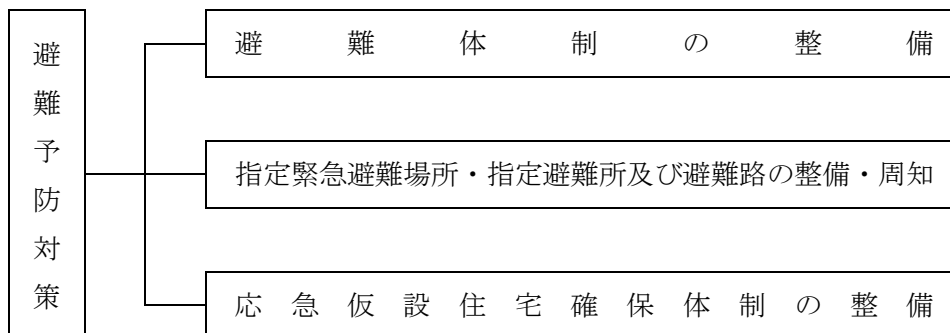 避難予防対策
避難体制の整備
指定緊急避難場所・指定避難所及び避難路の整備・周知
応急仮設住宅確保体制の整備